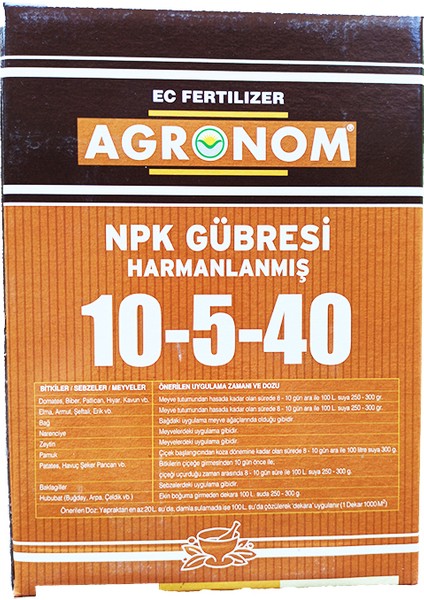 EC FERTILIZER
AGRONOM®
NPK GÜBRESİ
HARMANLANMIŞ
10-5-40
BİTKİLER / SEBZELER / MEYVELER ÖNERİLEN UYGULAMA ZAMANI VE DOZU
Domates, Biber, Patlıcan, Hıyar, Kavun vb. Meyve tutumundan hasada kadar olan sürede 8 - 10 gün ara ile 100 L. suya 250 - 300 gr.
Elma, Armut, Şeftali, Erik vb. Meyve tutumundan hasada kadar olan sürede 8 - 10 gün ara ile 100 L. suya 250 - 300 gr.
Bağ Bağdaki uygulama meyve ağaçlarında olduğu gibidir.
Narenciye Meyvelerdeki uygulama gibidir.
Zeytin Meyvelerdeki uygulama gibidir.
Pamuk Çiçek başlangıcından koza dönemine kadar olan sürede 8 - 10 gün ara ile 100 litre suya 300 gr.
Patates, Havuç Şeker Pancarı vb. Bitkilerin çiçeğe girmesinden 10 gün önce ile;
çiçeği uçurduğu zaman arasında 8 - 10 gün süre ile 100 L. suya 250 - 300 gr.
Baklagiller Sebzelerdeki uygulama gibidir.
Hububat (Buğday, Arpa, Çeldik vb.) Ekin boğuma girmeden dekara 100 L. suda 250 - 300 g.
Önerilen Doz: Yapraktan en az 20 L. su'da, damla sulamada ile 100 L. su'da çözülerek dekara uygulanır (1 Dekar 1000 M²)